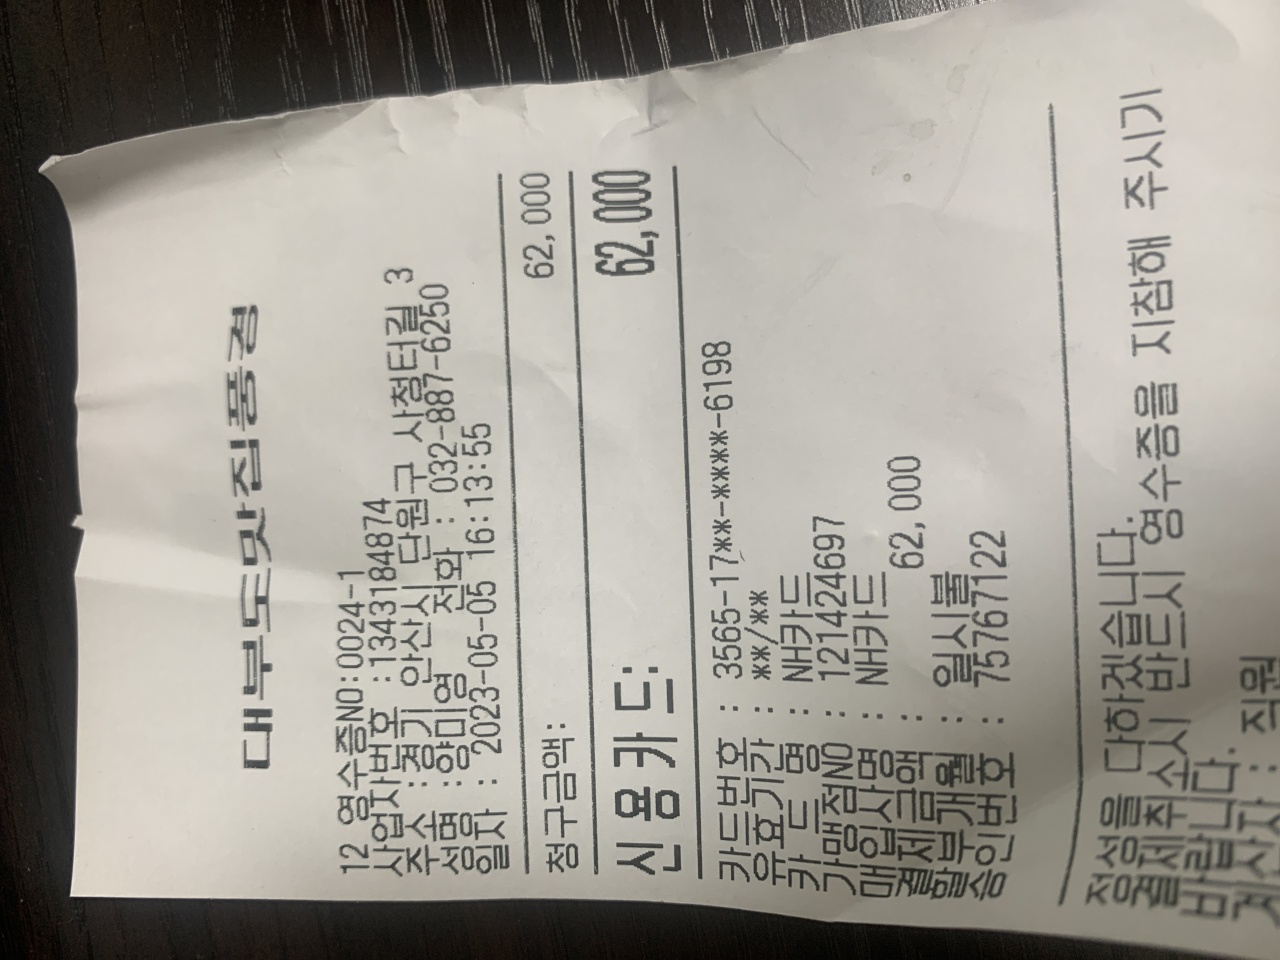 대부도맛집풍경
12 영수증NO:0024-1
사업자번호 :1343184874
주소 :경기 안산시 단원구 사청터길 3
성명 :양미영 전화 : 032-887-6250
일자 : 2023-05-05 16:13:55
청구금액: 62,000
62,000
신용카드:
카드번호 : 3565-17**-****-6198
유효기간 : **/**
카 드 명 : NH카드
가맹점NO : 121424697
매입사명 : NH카드
결제금액 : 62,000
할부개월 : 일시불
승인번호 : 75767122
정성을 다하겠습니다.
결제취소시 반드시 영수증을 지참해 주시기
바랍니다.
계산자 : 직원